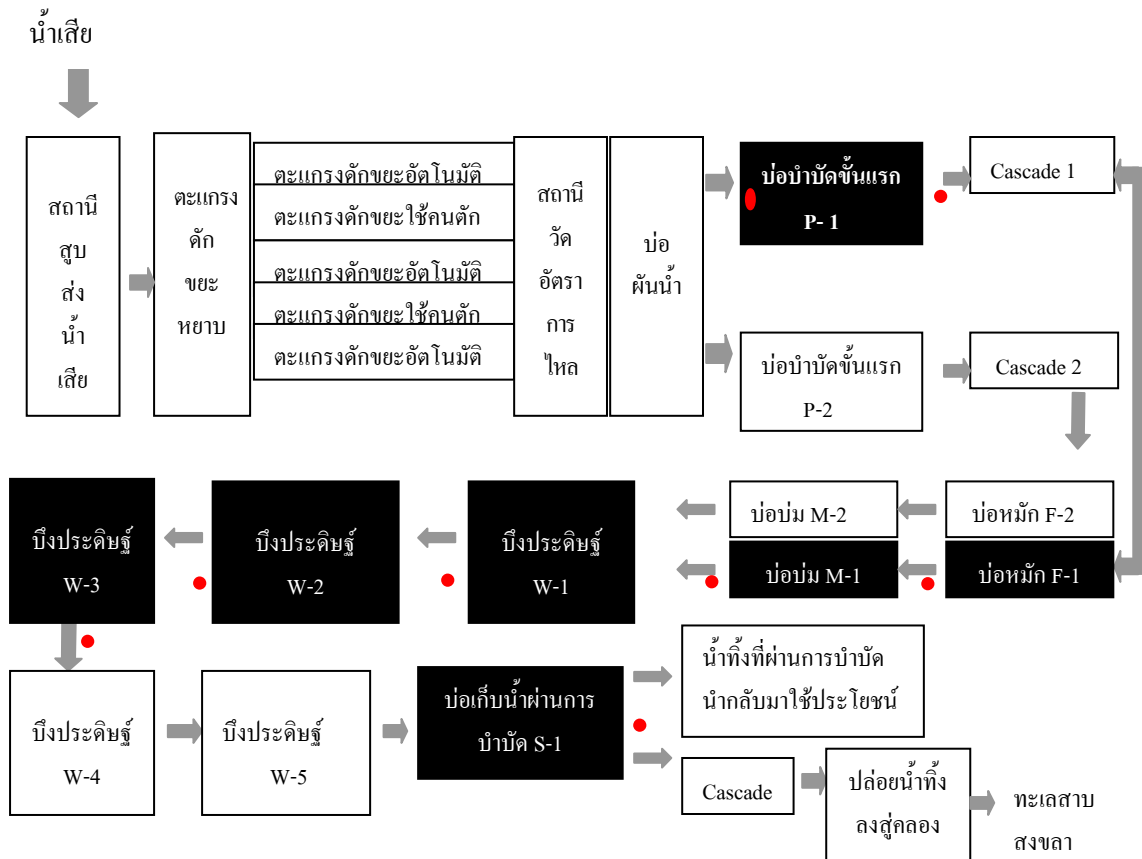 น้ำเสีย
สถานี
สูบ
ส่ง
น้ำ
เสีย
ตะแกรง
ดัก
ขยะ
หยาบ
ตะแกรงดักขยะอัตโนมัติ
ตะแกรงดักขยะใช้คนตัก
ตะแกรงดักขยะอัตโนมัติ
ตะแกรงดักขยะใช้คนตัก
ตะแกรงดักขยะอัตโนมัติ
สถานี
วัด
อัตรา
การ
ไหล
บ่อ
ผันน้ำ
บ่อบำบัดขั้นแรก
P- 1
Cascade 1
บ่อบำบัดขั้นแรก
P-2
Cascade 2
บ่อหมัก F-2
บ่อบ่ม M-2
บ่อหมัก F-1
บ่อบ่ม M-1
บึงประดิษฐ์
W-1
บึงประดิษฐ์
W-2
บึงประดิษฐ์
W-3
บึงประดิษฐ์
W-4
บึงประดิษฐ์
W-5
บ่อเก็บน้ำผ่านการ
บำบัด S-1
น้ำทิ้งที่ผ่านการบำบัด
นำกลับมาใช้ประโยชน์
Cascade
ปล่อยน้ำทิ้ง
ลงสู่คลอง
ทะเลสาบ
สงขลา